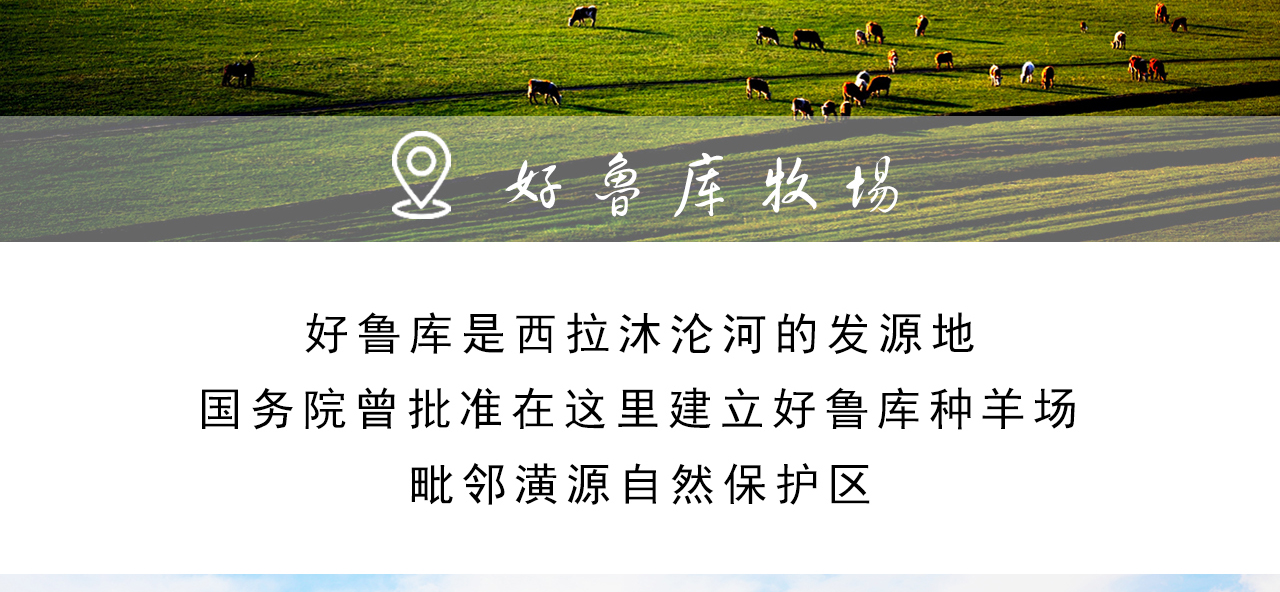 好鲁库牧场
好鲁库是西拉沐沦河的发源地
国务院曾批准在这里建立好鲁库种羊场
毗邻潢源自然保护区